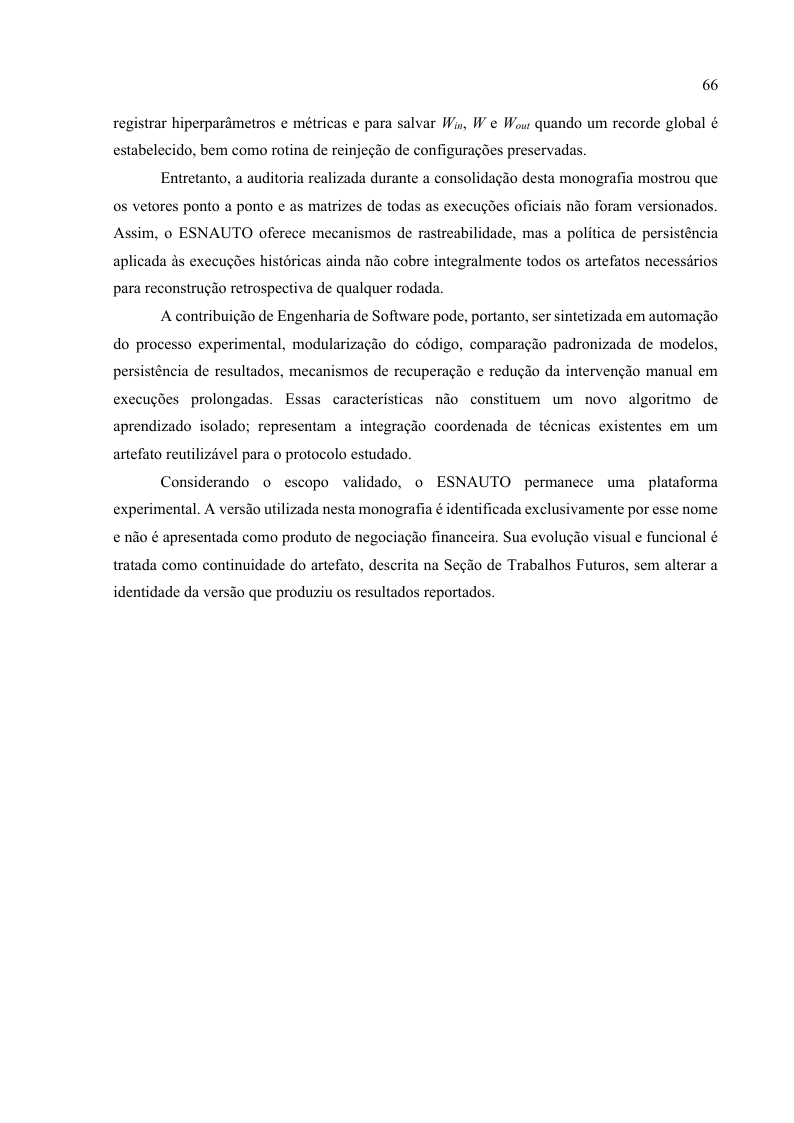 66
registrar hiperparâmetros e métricas e para salvar Win, W e Wout quando um recorde global é
estabelecido, bem como rotina de reinjeção de configurações preservadas.
Entretanto, a auditoria realizada durante a consolidação desta monografia mostrou que
os vetores ponto a ponto e as matrizes de todas as execuções oficiais não foram versionados.
Assim, o ESNAUTO oferece mecanismos de rastreabilidade, mas a política de persistência
aplicada às execuções históricas ainda não cobre integralmente todos os artefatos necessários
para reconstrução retrospectiva de qualquer rodada.
A contribuição de Engenharia de Software pode, portanto, ser sintetizada em automação
do processo experimental, modularização do código, comparação padronizada de modelos,
persistência de resultados, mecanismos de recuperação e redução da intervenção manual em
execuções prolongadas. Essas características não constituem um novo algoritmo de
aprendizado isolado; representam a integração coordenada de técnicas existentes em um
artefato reutilizável para o protocolo estudado.
Considerando o escopo validado, o ESNAUTO permanece uma plataforma
experimental. A versão utilizada nesta monografia é identificada exclusivamente por esse nome
e não é apresentada como produto de negociação financeira. Sua evolução visual e funcional é
tratada como continuidade do artefato, descrita na Seção de Trabalhos Futuros, sem alterar a
identidade da versão que produziu os resultados reportados.